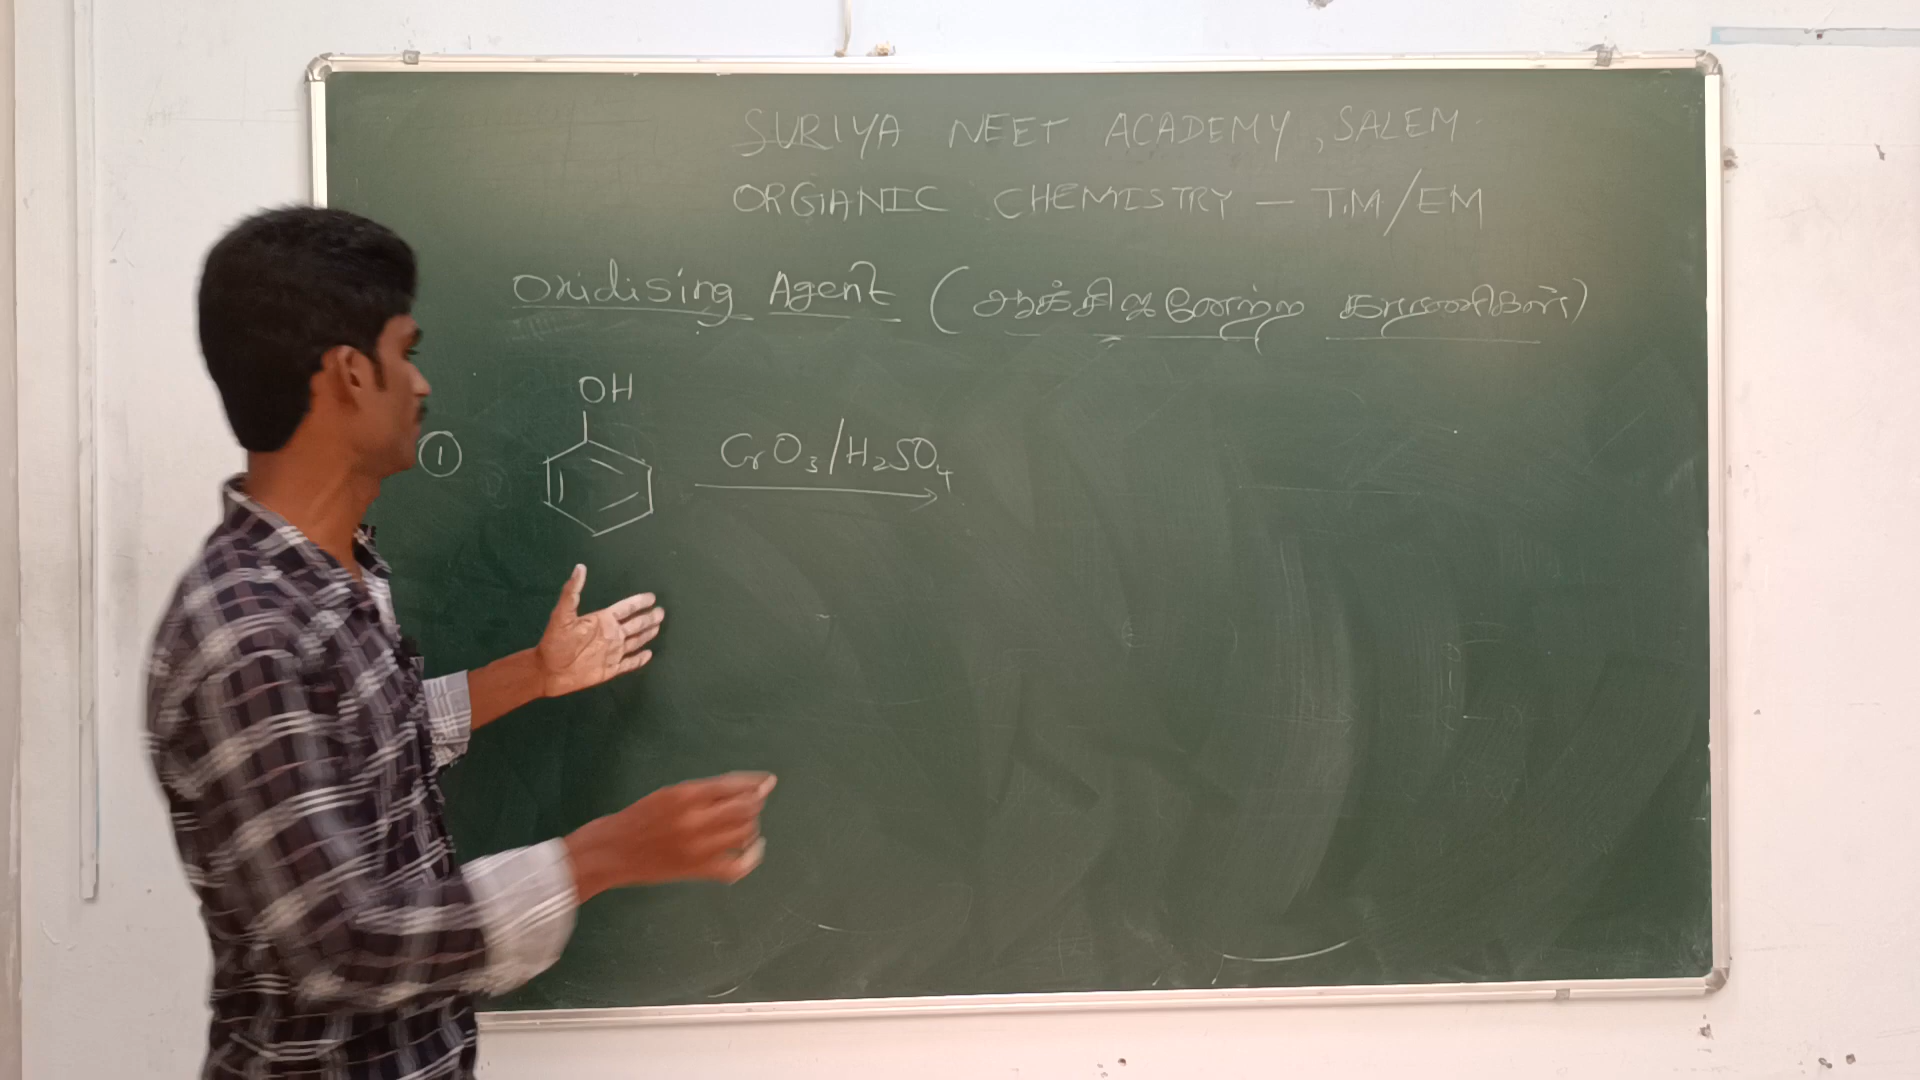 SURIYA NEET ACADEMY, SALEM.
ORGANIC CHEMISTRY – T.M/EM
Oxidising Agent (ஆக்சிஜனேற்ற காரணிகள்)
OH
① CrO₃/H₂SO₄